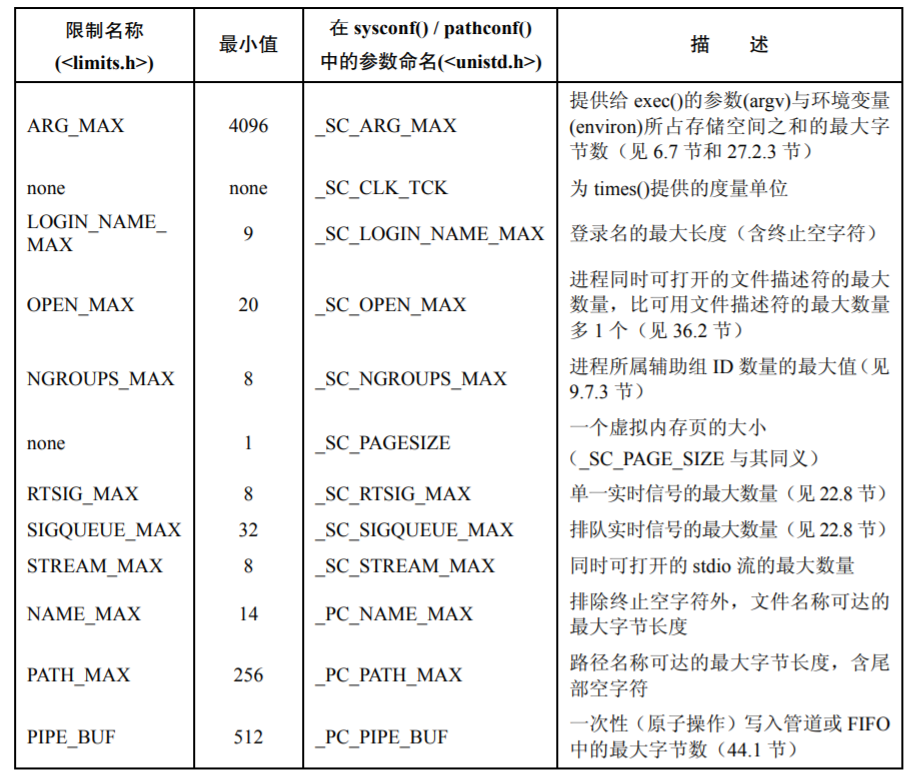 限制名称
(<limits.h>)
最小值
在 sysconf() / pathconf()
中的参数命名(<unistd.h>)
描 述
ARG_MAX
4096
_SC_ARG_MAX
提供给 exec()的参数(argv)与环境变量
(environ)所占存储空间之和的最大字
节数（见 6.7 节和 27.2.3 节）
none
none
_SC_CLK_TCK
为 times()提供的度量单位
LOGIN_NAME_
MAX
9
_SC_LOGIN_NAME_MAX
登录名的最大长度（含终止空字符）
OPEN_MAX
20
_SC_OPEN_MAX
进程同时可打开的文件描述符的最大
数量，比可用文件描述符的最大数量
多 1 个（见 36.2 节）
NGROUPS_MAX
8
_SC_NGROUPS_MAX
进程所属辅助组 ID 数量的最大值（见
9.7.3 节）
none
1
_SC_PAGESIZE
一个虚拟内存页的大小
（_SC_PAGE_SIZE 与其同义）
RTSIG_MAX
8
_SC_RTSIG_MAX
单一实时信号的最大数量（见 22.8 节）
SIGQUEUE_MAX
32
_SC_SIGQUEUE_MAX
排队实时信号的最大数量（见 22.8 节）
STREAM_MAX
8
_SC_STREAM_MAX
同时可打开的 stdio 流的最大数量
NAME_MAX
14
_PC_NAME_MAX
排除终止空字符外，文件名称可达的
最大字节长度
PATH_MAX
256
_PC_PATH_MAX
路径名称可达的最大字节长度，含尾
部空字符
PIPE_BUF
512
_PC_PIPE_BUF
一次性（原子操作）写入管道或 FIFO
中的最大字节数（44.1 节）